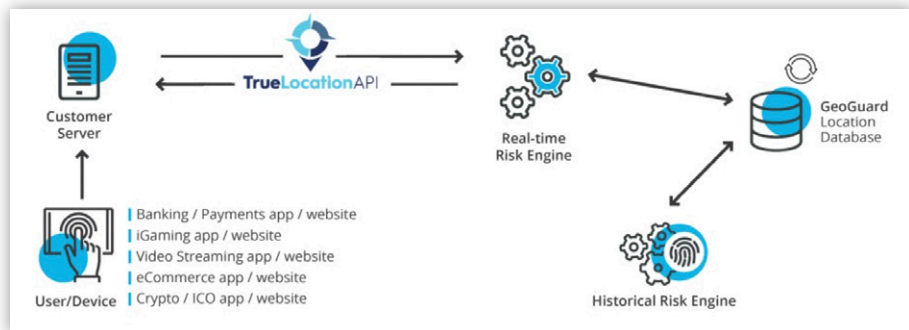 TrueLocationAPI
Customer
Server
Real-time
Risk Engine
GeoGuard
Location
Database
Banking / Payments app / website
iGaming app / website
Video Streaming app / website
eCommerce app / website
Crypto / ICO app / website
User/Device
Historical Risk Engine